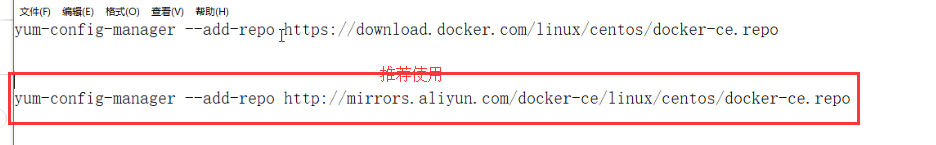 文件(F) 编辑(E) 格式(O) 查看(V) 帮助(H)
yum-config-manager --add-repo https://download.docker.com/linux/centos/docker-ce.repo
推荐使用
yum-config-manager --add-repo http://mirrors.aliyun.com/docker-ce/linux/centos/docker-ce.repo